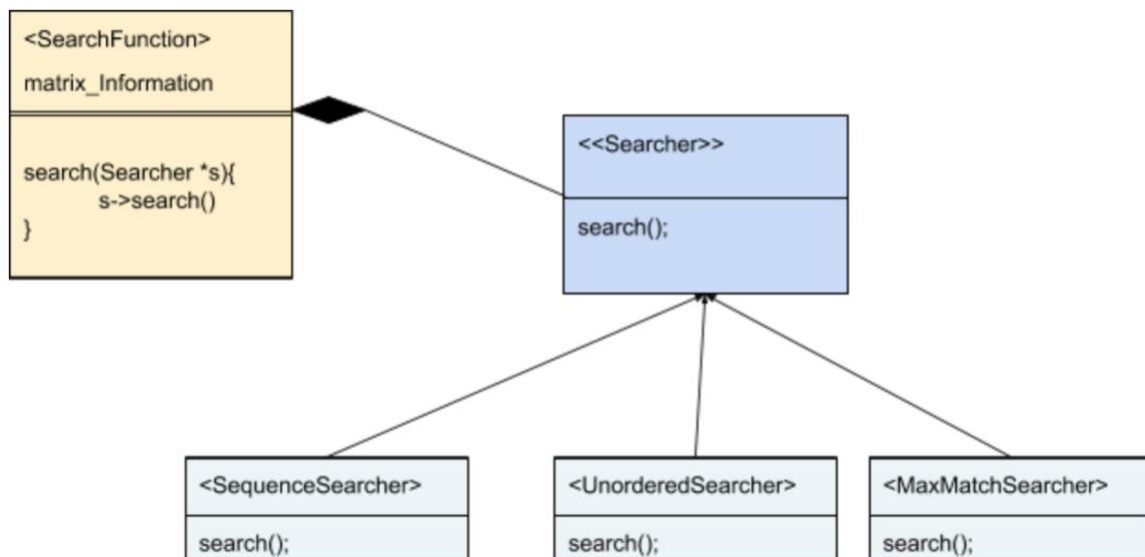 <SearchFunction>
matrix_Information
search(Searcher *s){
s->search()
}
<<Searcher>>
search();
<SequenceSearcher>
search();
<UnorderedSearcher>
search();
<MaxMatchSearcher>
search();